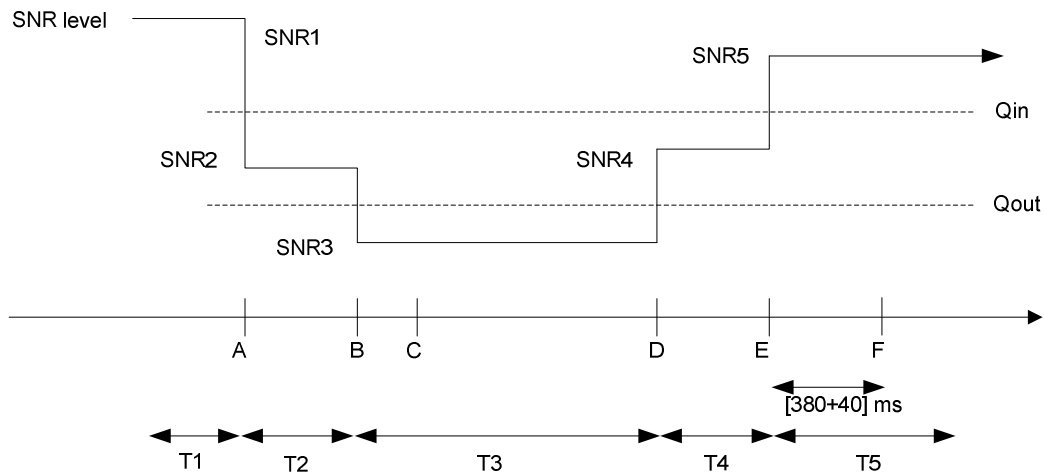 SNR level
SNR1
SNR5
Qin
SNR2
SNR4
Qout
SNR3
A B C D E F
[380+40] ms
T1 T2 T3 T4 T5